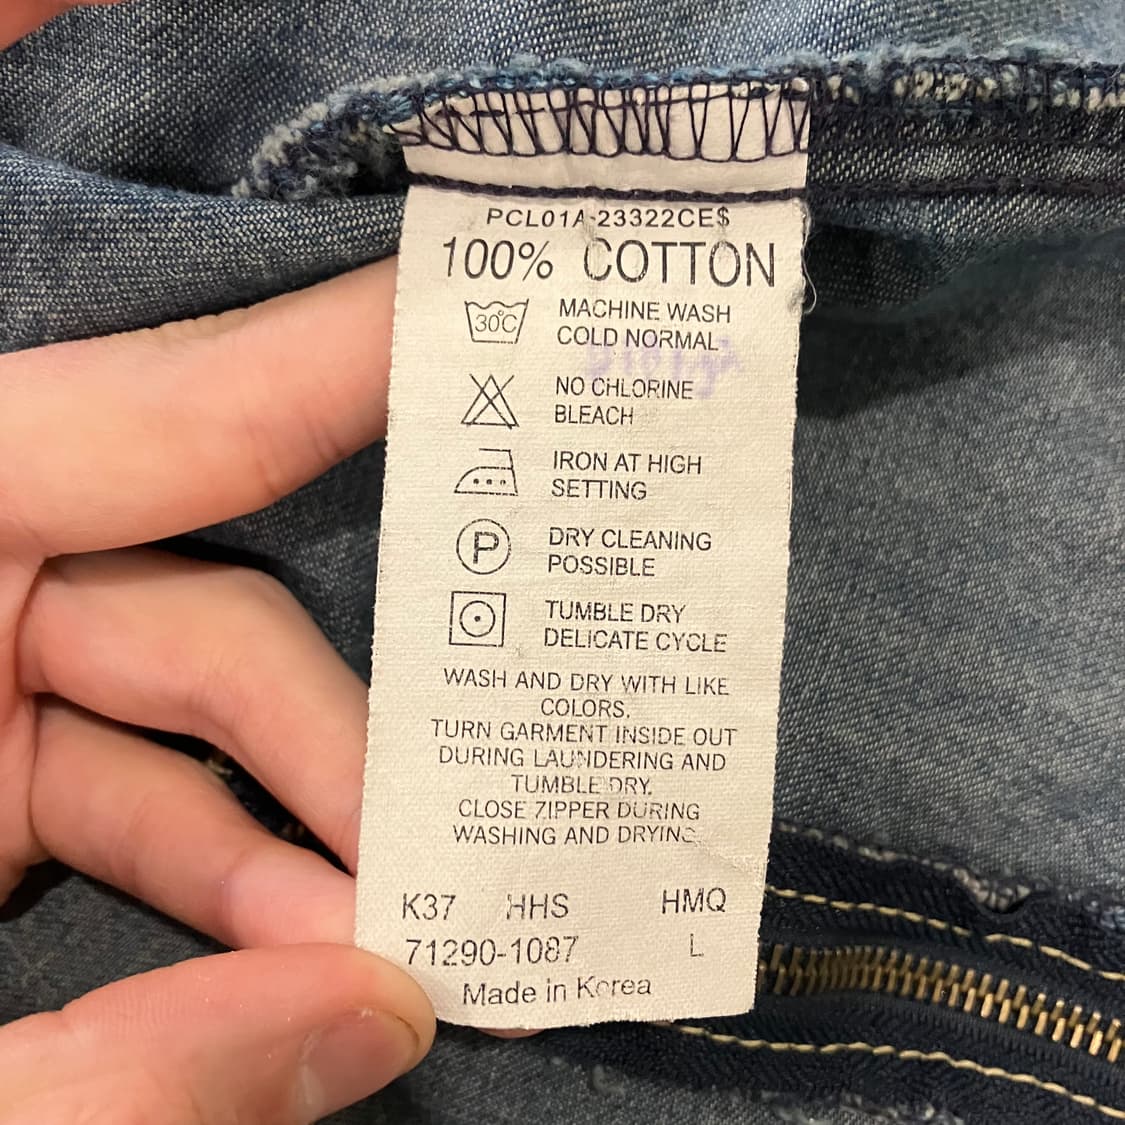 PCL01A-23322CE$
100% COTTON
30°C MACHINE WASH
COLD NORMAL
NO CHLORINE
BLEACH
IRON AT HIGH
SETTING
P DRY CLEANING
POSSIBLE
TUMBLE DRY
DELICATE CYCLE
WASH AND DRY WITH LIKE
COLORS.
TURN GARMENT INSIDE OUT
DURING LAUNDERING AND
TUMBLE DRY.
CLOSE ZIPPER DURING
WASHING AND DRYING
K37 HHS HMQ
71290-1087 L
Made in Korea